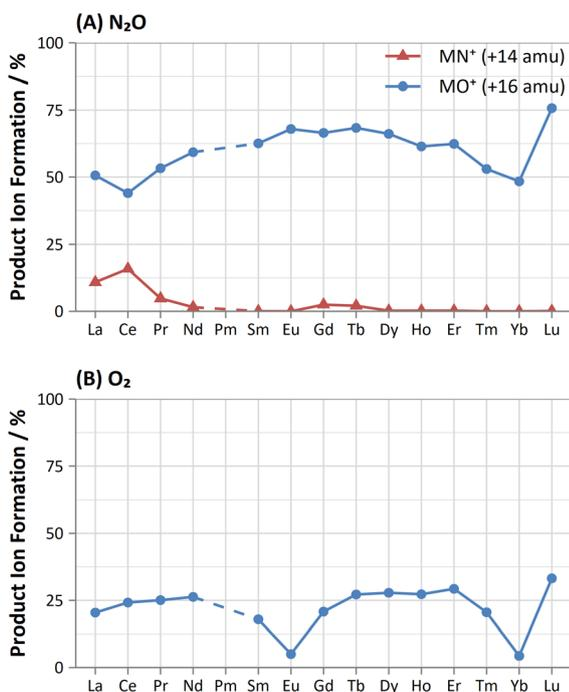 (A) N₂O
Product Ion Formation / %
100
75
50
25
0
MN⁺ (+14 amu)
MO⁺ (+16 amu)
La Ce Pr Nd Pm Sm Eu Gd Tb Dy Ho Er Tm Yb Lu
(B) O₂
Product Ion Formation / %
100
75
50
25
0
La Ce Pr Nd Pm Sm Eu Gd Tb Dy Ho Er Tm Yb Lu